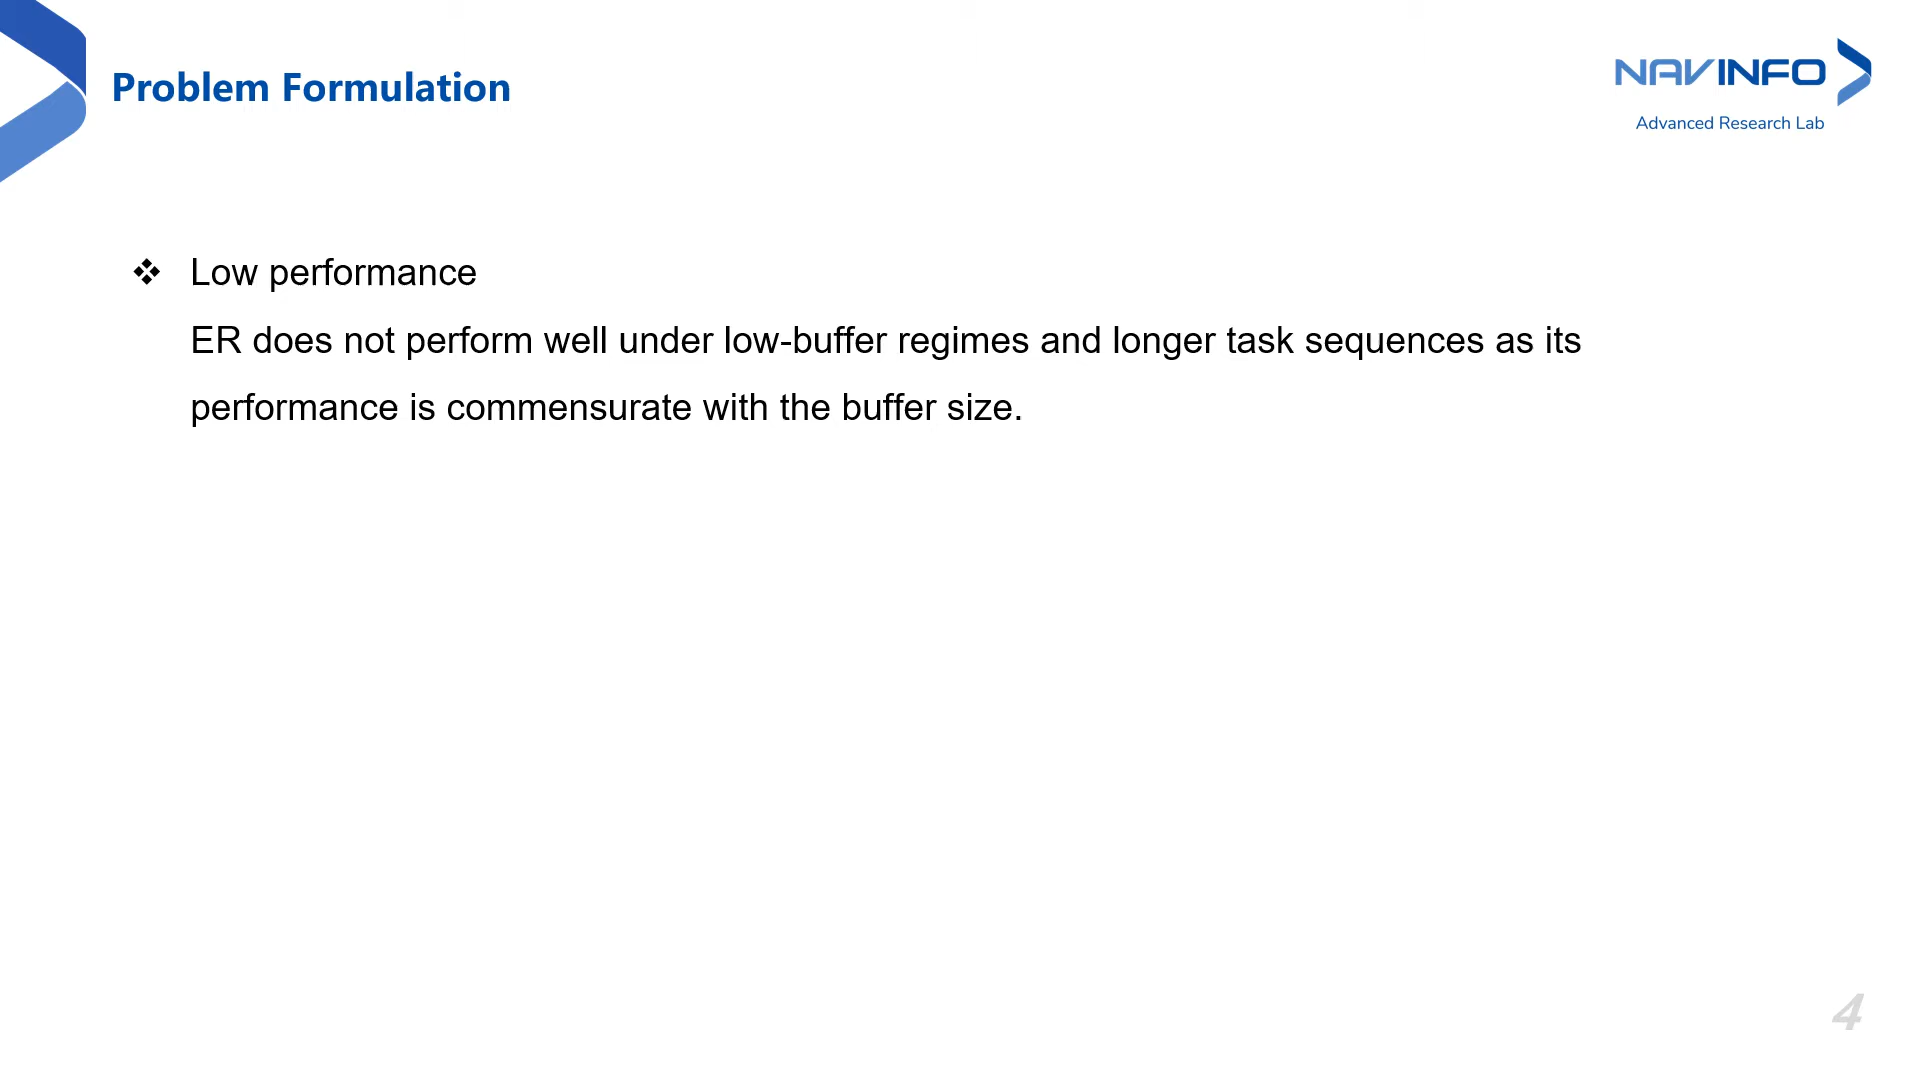 Problem Formulation
NAVINFO
Advanced Research Lab
❖ Low performance
ER does not perform well under low-buffer regimes and longer task sequences as its
performance is commensurate with the buffer size.
4